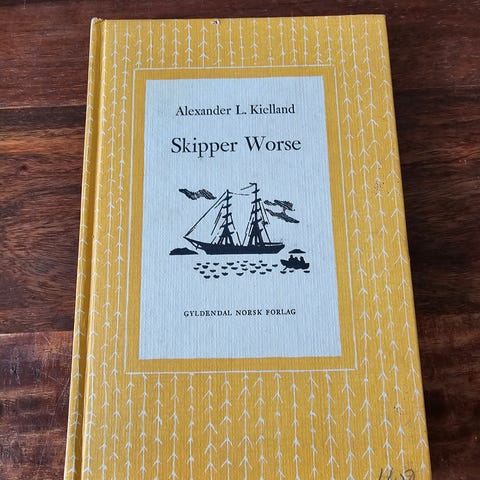 Alexander L. Kielland
Skipper Worse
GYLDENDAL NORSK FORLAG